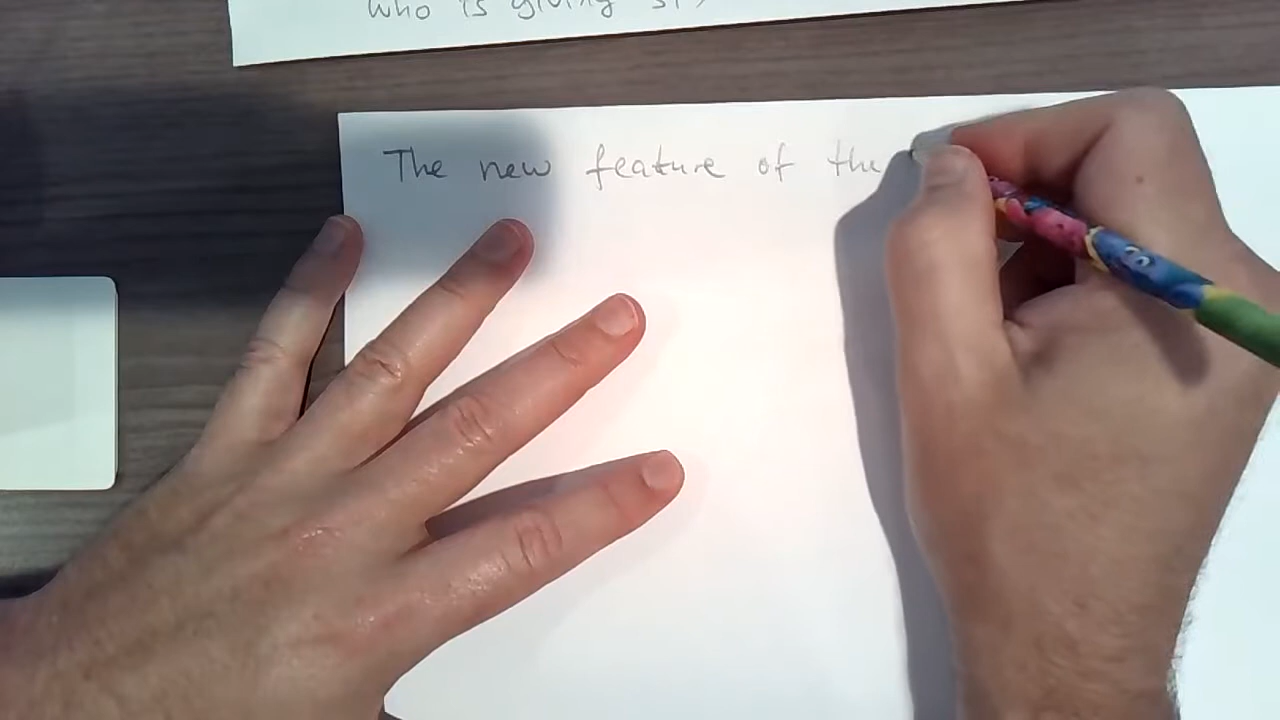 who is giving
The new feature of the